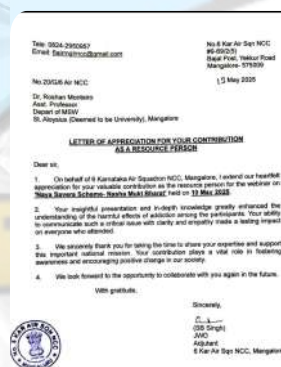 Tele: 0824-2950957
No.6 Kar Air Sqn NCC
Bajal Post, Yekkur Road
Mangalore- 575009
No.20/G/6 Air NCC
15 May 2025
Dr, Roshan Monteiro
Asst. Professor
Depart of MSW
St, Aloysius (Deemed to be University), Mangalore
LETTER OF APPRECIATION FOR YOUR CONTRIBUTION
AS A RESOURCE PERSON
Dear sir,
1. On behalf of 6 Karnataka Air Squadron NCC, Mangalore, I extend our heartfelt
appreciation for your valuable contribution as the resource person for the webinar on
"Naya Savera Scheme- Nasha Mukt Bharat" held on 10 May 2025.
2. Your insightful presentation and in-depth knowledge greatly enhanced the
understanding of the harmful effects of addiction among the participants. Your ability
to communicate such a critical issue with clarity and empathy made a lasting impact
on everyone who attended.
3. We sincerely thank you for taking the time to share your expertise and support
this important national mission. Your contribution plays a vital role in fostering
awareness and encouraging positive change in our society.
4. We look forward to the opportunity to collaborate with you again in the future.
With gratitude,
Sincerely,
(SB Singh)
JWO
Adjutant
6 Kar Air Sqn NCC, Mangalore